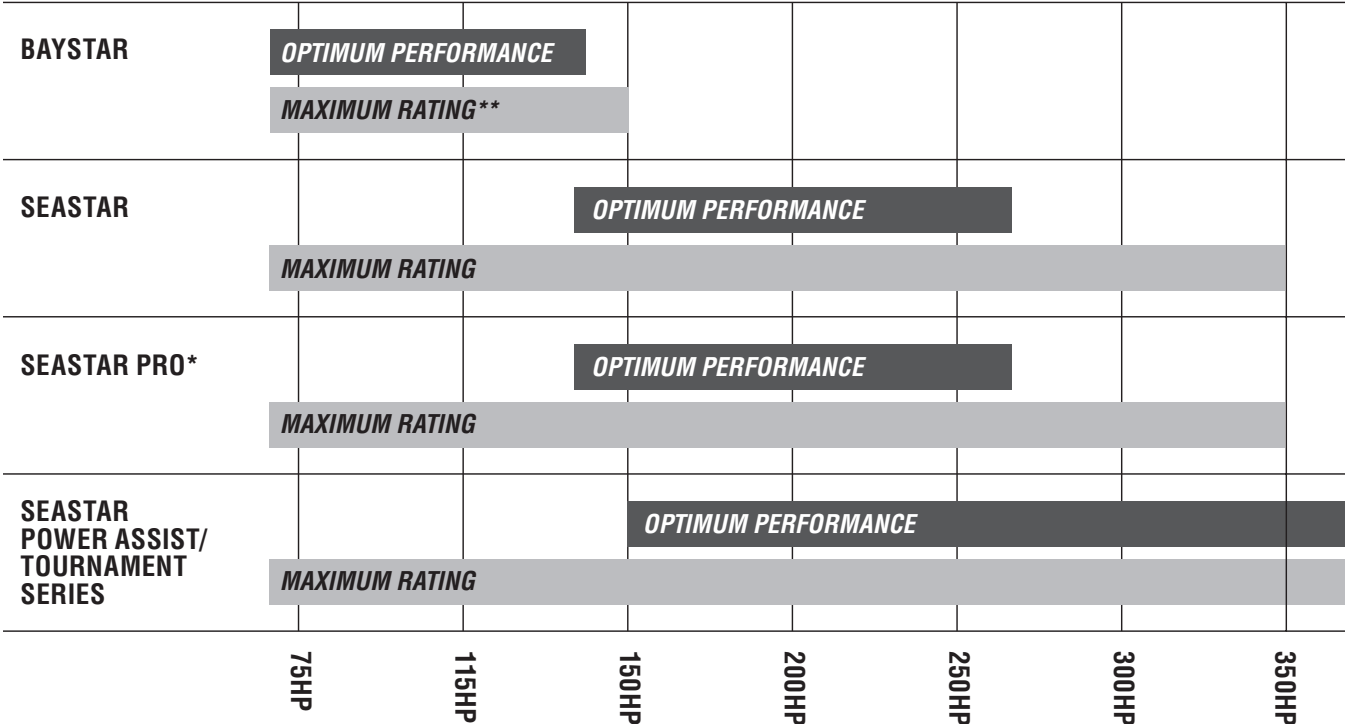 BAYSTAR
OPTIMUM PERFORMANCE
MAXIMUM RATING**
SEASTAR
OPTIMUM PERFORMANCE
MAXIMUM RATING
SEASTAR PRO*
OPTIMUM PERFORMANCE
MAXIMUM RATING
SEASTAR
POWER ASSIST/
TOURNAMENT
SERIES
OPTIMUM PERFORMANCE
MAXIMUM RATING
75HP
115HP
150HP
200HP
250HP
300HP
350HP